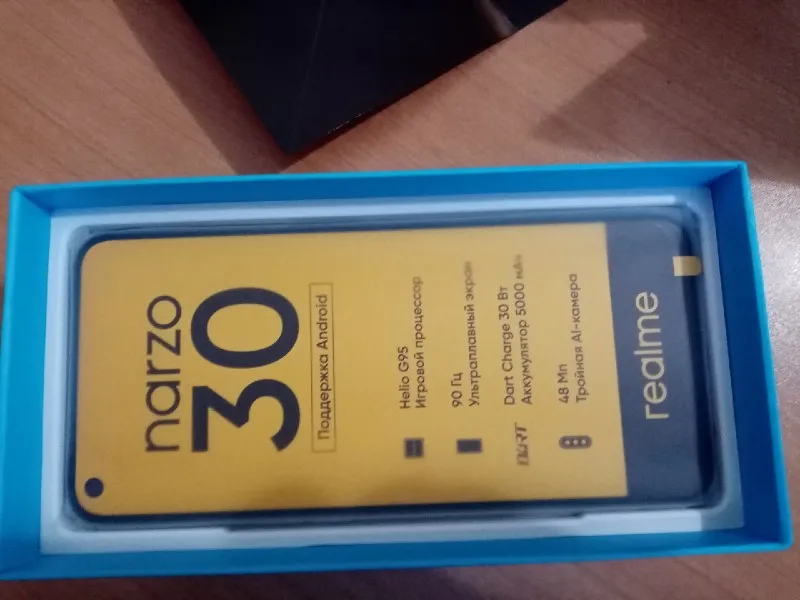 narzo
30
Поддержка Android
Helio G95
Игровой процессор
90 Гц
Ультраплавный экран
DART
Dart Charge 30 Вт
Аккумулятор 5000 мАч
48 Мп
Тройная AI-камера
realme